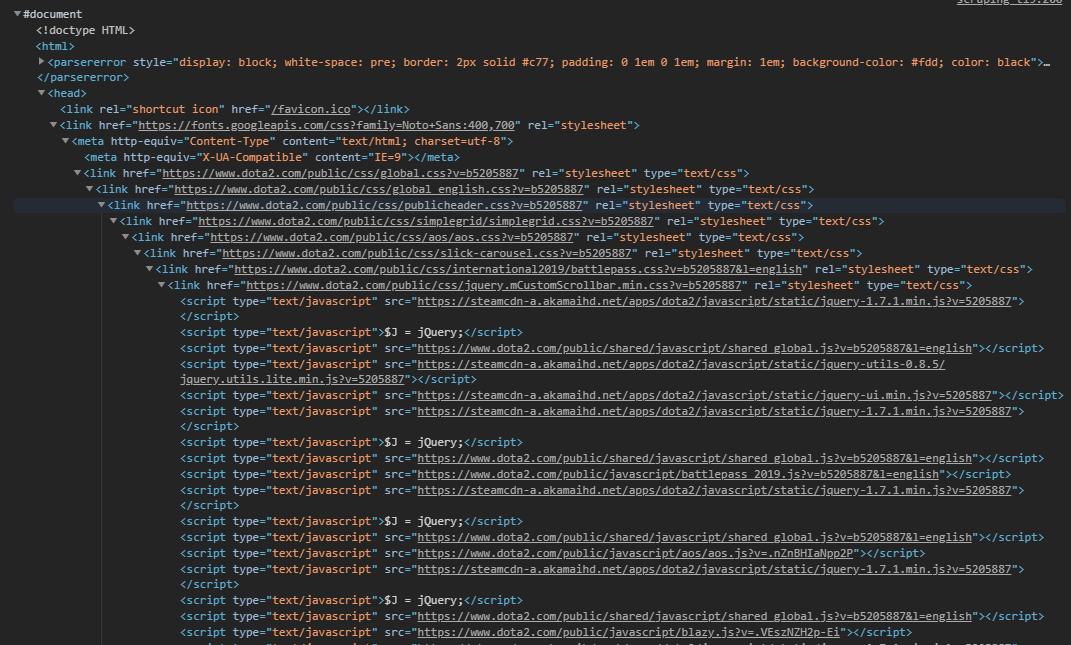 scraping ti9:200
#document
<!doctype HTML>
<html>
<parsererror style="display: block; white-space: pre; border: 2px solid #c77; padding: 0 1em 0 1em; margin: 1em; background-color: #fdd; color: black">…
</parsererror>
<head>
<link rel="shortcut icon" href="/favicon.ico"></link>
<link href="https://fonts.googleapis.com/css?family=Noto+Sans:400,700" rel="stylesheet">
<meta http-equiv="Content-Type" content="text/html; charset=utf-8">
<meta http-equiv="X-UA-Compatible" content="IE=9"></meta>
<link href="https://www.dota2.com/public/css/global.css?v=b5205887" rel="stylesheet" type="text/css">
<link href="https://www.dota2.com/public/css/global_english.css?v=b5205887" rel="stylesheet" type="text/css">
<link href="https://www.dota2.com/public/css/publicheader.css?v=b5205887" rel="stylesheet" type="text/css">
<link href="https://www.dota2.com/public/css/simplegrid/simplegrid.css?v=b5205887" rel="stylesheet" type="text/css">
<link href="https://www.dota2.com/public/css/aos/aos.css?v=b5205887" rel="stylesheet" type="text/css">
<link href="https://www.dota2.com/public/css/slick-carousel.css?v=b5205887" rel="stylesheet" type="text/css">
<link href="https://www.dota2.com/public/css/international2019/battlepass.css?v=b5205887&l=english" rel="stylesheet" type="text/css">
<link href="https://www.dota2.com/public/css/jquery.mCustomScrollbar.min.css?v=b5205887" rel="stylesheet" type="text/css">
<script type="text/javascript" src="https://steamcdn-a.akamaihd.net/apps/dota2/javascript/static/jquery-1.7.1.min.js?v=5205887">
</script>
<script type="text/javascript">$J = jQuery;</script>
<script type="text/javascript" src="https://www.dota2.com/public/shared/javascript/shared_global.js?v=b5205887&l=english"></script>
<script type="text/javascript" src="https://steamcdn-a.akamaihd.net/apps/dota2/javascript/static/jquery-utils-0.8.5/
jquery.utils.lite.min.js?v=5205887"></script>
<script type="text/javascript" src="https://steamcdn-a.akamaihd.net/apps/dota2/javascript/static/jquery-ui.min.js?v=5205887"></script>
<script type="text/javascript" src="https://steamcdn-a.akamaihd.net/apps/dota2/javascript/static/jquery-1.7.1.min.js?v=5205887">
</script>
<script type="text/javascript">$J = jQuery;</script>
<script type="text/javascript" src="https://www.dota2.com/public/shared/javascript/shared_global.js?v=b5205887&l=english"></script>
<script type="text/javascript" src="https://www.dota2.com/public/javascript/battlepass_2019.js?v=b5205887&l=english"></script>
<script type="text/javascript" src="https://steamcdn-a.akamaihd.net/apps/dota2/javascript/static/jquery-1.7.1.min.js?v=5205887">
</script>
<script type="text/javascript">$J = jQuery;</script>
<script type="text/javascript" src="https://www.dota2.com/public/shared/javascript/shared_global.js?v=b5205887&l=english"></script>
<script type="text/javascript" src="https://www.dota2.com/public/javascript/aos/aos.js?v=.nZnBHIaNpp2P"></script>
<script type="text/javascript" src="https://steamcdn-a.akamaihd.net/apps/dota2/javascript/static/jquery-1.7.1.min.js?v=5205887">
</script>
<script type="text/javascript">$J = jQuery;</script>
<script type="text/javascript" src="https://www.dota2.com/public/shared/javascript/shared_global.js?v=b5205887&l=english"></script>
<script type="text/javascript" src="https://www.dota2.com/public/javascript/blazy.js?v=.VEszNZH2p-Ei"></script>